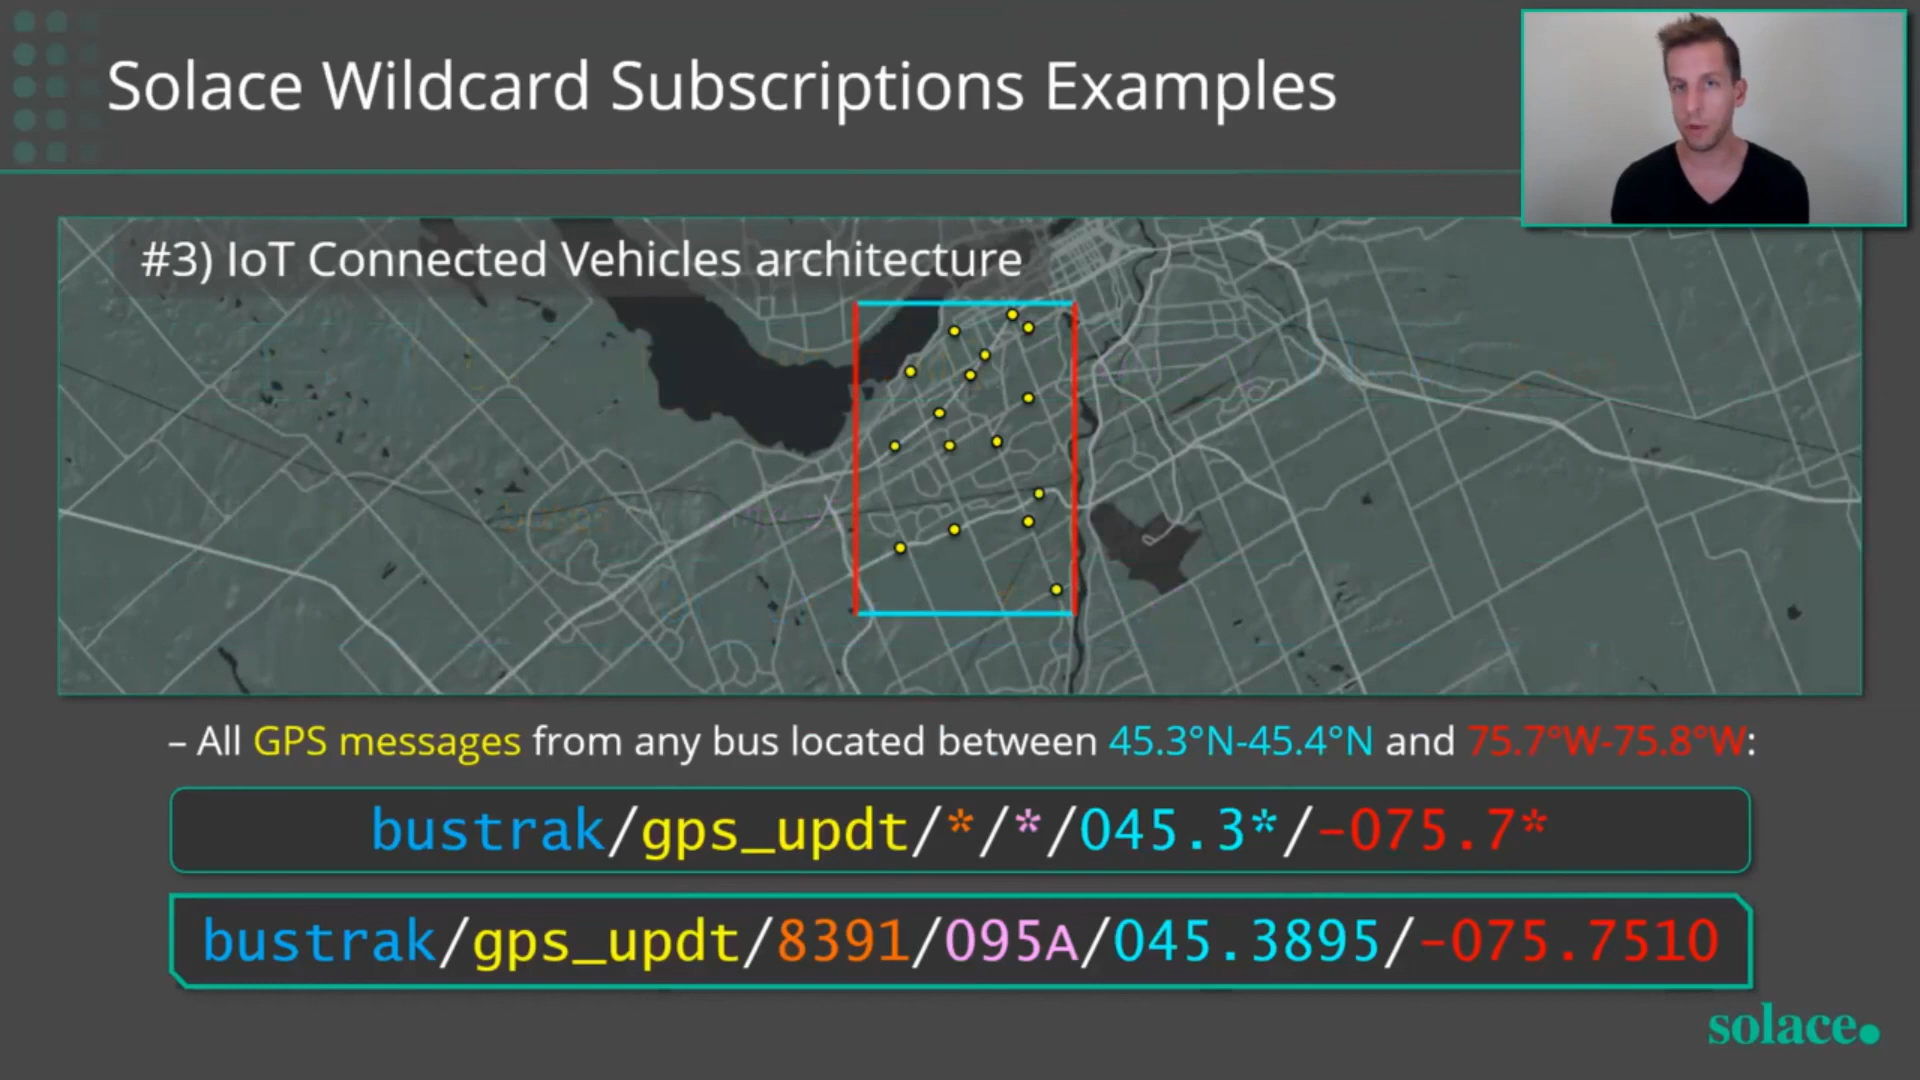 Solace Wildcard Subscriptions Examples
#3) IoT Connected Vehicles architecture
– All GPS messages from any bus located between 45.3°N-45.4°N and 75.7°W-75.8°W:
bustrak/gps_updt/*/*/045.3*/-075.7*
bustrak/gps_updt/8391/095A/045.3895/-075.7510
solace.